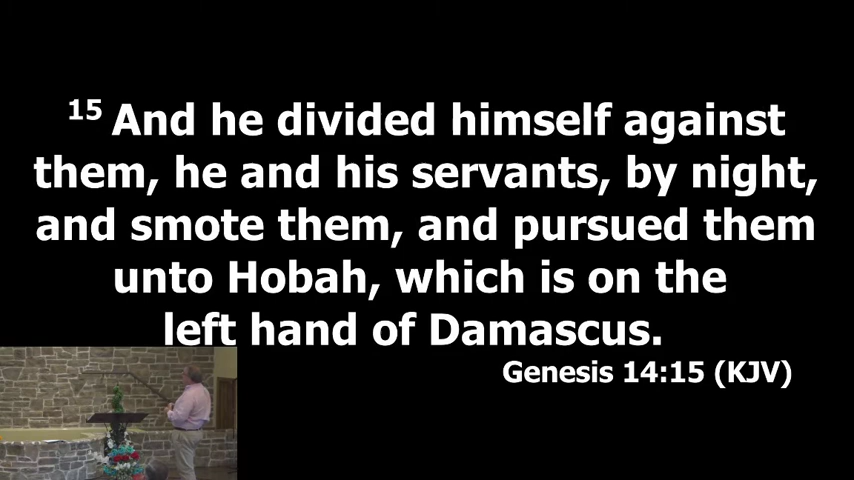 15 And he divided himself against
them, he and his servants, by night,
and smote them, and pursued them
unto Hobah, which is on the
left hand of Damascus.
Genesis 14:15 (KJV)